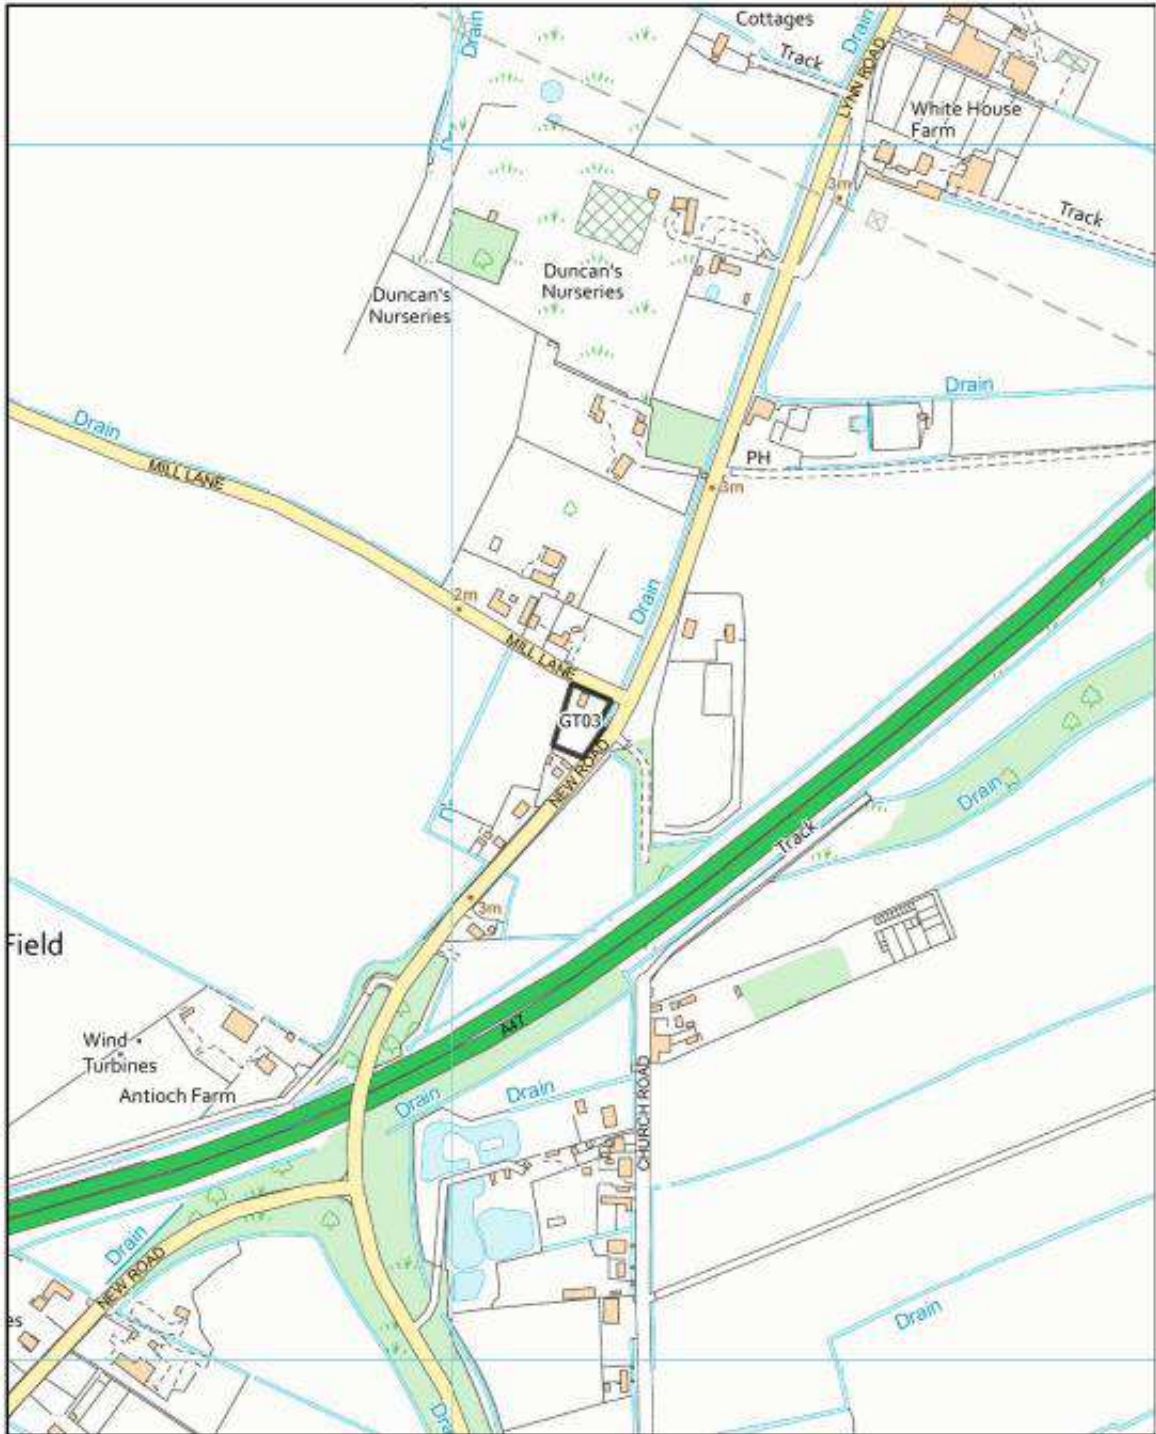 Cottages
Drain
Drain
Track
LYNN ROAD
White House
Farm
3m
Track
Duncan's
Nurseries
Duncan's
Nurseries
Drain
Drain
MILL LANE
PH
3m
Drain
2m
MILL LANE
GT03
NEW ROAD
Drain
Track
3m
Field
A47
Wind
Turbines
Antioch Farm
Drain
Drain
CHURCH ROAD
Drain
NEW ROAD
Drain
es
Dra